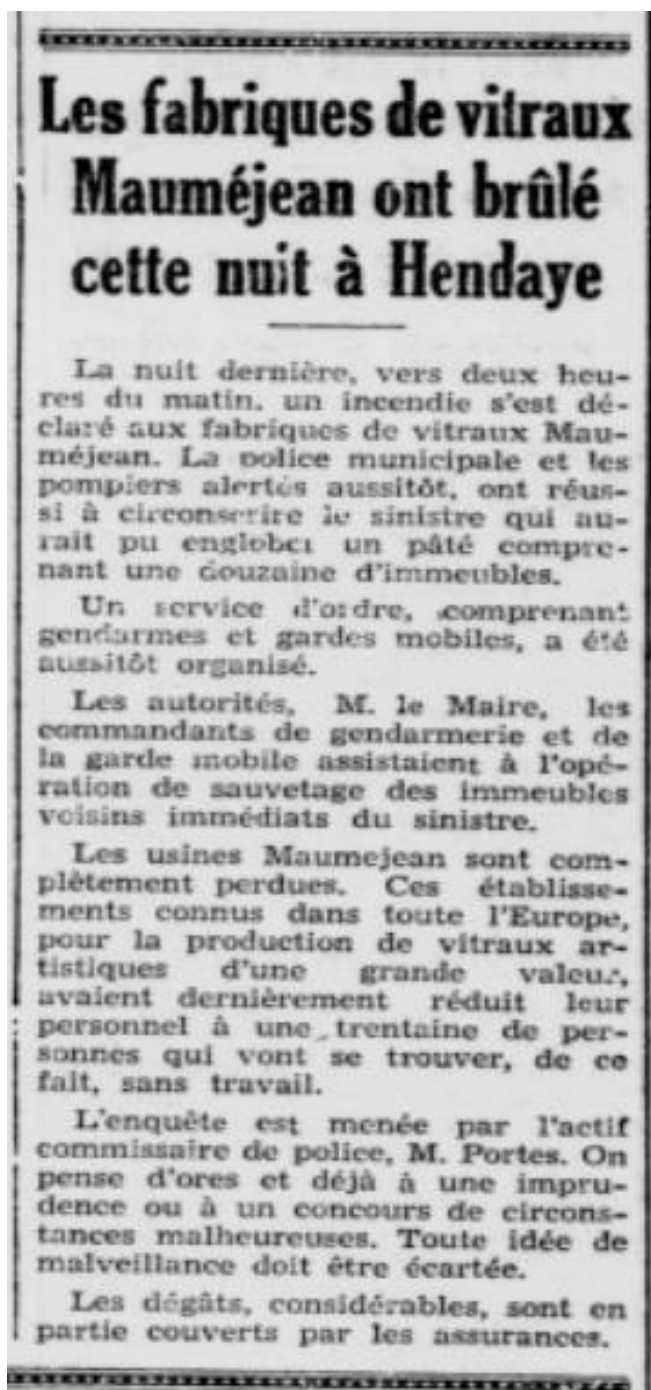 Les fabriques de vitraux
Mauméjean ont brûlé
cette nuit à Hendaye
La nuit dernière, vers deux heu-
res du matin, un incendie s'est dé-
claré aux fabriques de vitraux Mau-
méjean. La police municipale et les
pompiers alertés aussitôt, ont réus-
si à circonscrire le sinistre qui au-
rait pu englober un pâté compre-
nant une douzaine d'immeubles.
Un service d'ordre, comprenant
gendarmes et gardes mobiles, a été
aussitôt organisé.
Les autorités, M. le Maire, les
commandants de gendarmerie et de
la garde mobile assistaient à l'opé-
ration de sauvetage des immeubles
voisins immédiats du sinistre.
Les usines Maumejean sont com-
plètement perdues. Ces établisse-
ments connus dans toute l'Europe,
pour la production de vitraux ar-
tistiques d'une grande valeur,
avaient dernièrement réduit leur
personnel à une trentaine de per-
sonnes qui vont se trouver, de ce
fait, sans travail.
L'enquête est menée par l'actif
commissaire de police, M. Portes. On
pense d'ores et déjà à une impru-
dence ou à un concours de circons-
tances malheureuses. Toute idée de
malveillance doit être écartée.
Les dégâts, considérables, sont en
partie couverts par les assurances.